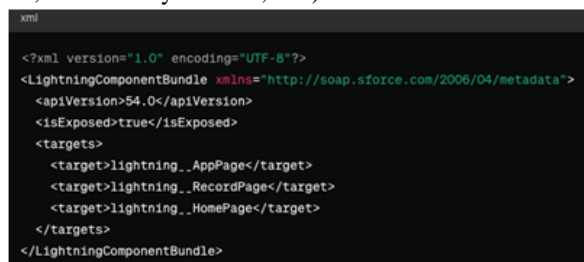 xml
<?xml version="1.0" encoding="UTF-8"?>
<LightningComponentBundle xmlns="http://soap.sforce.com/2006/04/metadata">
<apiVersion>54.0</apiVersion>
<isExposed>true</isExposed>
<targets>
<target>lightning__AppPage</target>
<target>lightning__RecordPage</target>
<target>lightning__HomePage</target>
</targets>
</LightningComponentBundle>